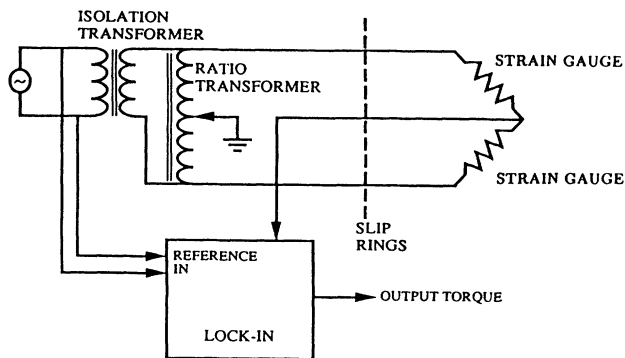 ISOLATION
TRANSFORMER
RATIO
TRANSFORMER
STRAIN GAUGE
STRAIN GAUGE
SLIP
RINGS
REFERENCE
IN
OUTPUT TORQUE
LOCK-IN